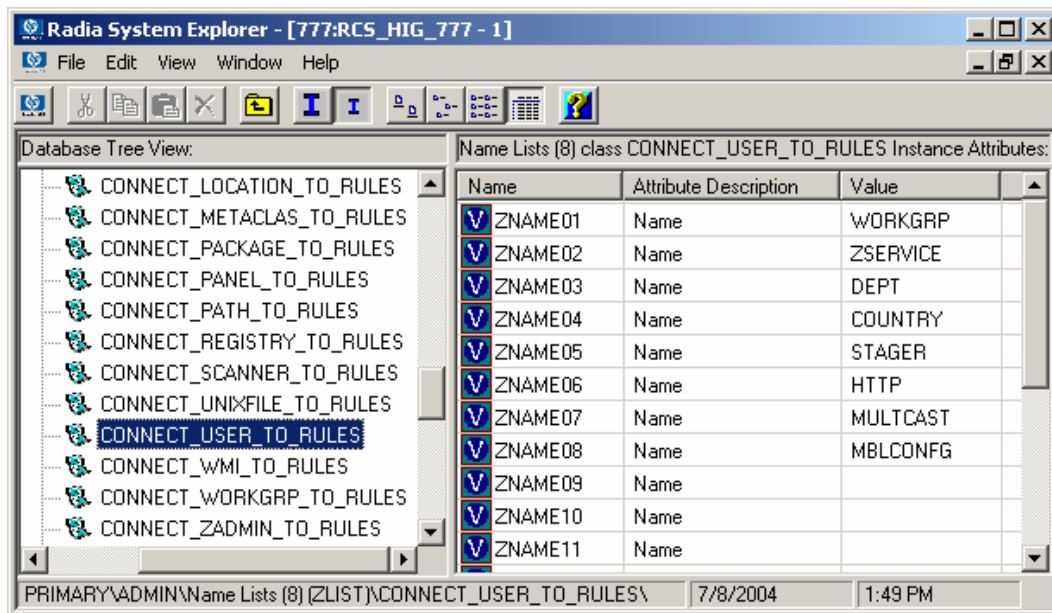 Radia System Explorer - [777:RCS_HIG_777 - 1]
File Edit View Window Help
Database Tree View:
Name Lists (8) class CONNECT_USER_TO_RULES Instance Attributes:
CONNECT_LOCATION_TO_RULES
CONNECT_METACLAS_TO_RULES
CONNECT_PACKAGE_TO_RULES
CONNECT_PANEL_TO_RULES
CONNECT_PATH_TO_RULES
CONNECT_REGISTRY_TO_RULES
CONNECT_SCANNER_TO_RULES
CONNECT_UNIXFILE_TO_RULES
CONNECT_USER_TO_RULES
CONNECT_WMI_TO_RULES
CONNECT_WORKGRP_TO_RULES
CONNECT_ZADMIN_TO_RULES
Name Attribute Description Value
V ZNAME01 Name WORKGRP
V ZNAME02 Name ZSERVICE
V ZNAME03 Name DEPT
V ZNAME04 Name COUNTRY
V ZNAME05 Name STAGER
V ZNAME06 Name HTTP
V ZNAME07 Name MULTCAST
V ZNAME08 Name MBLCONFG
V ZNAME09 Name
V ZNAME10 Name
V ZNAME11 Name
PRIMARY\ADMIN\Name Lists (8) (ZLIST)\CONNECT_USER_TO_RULES\ 7/8/2004 1:49 PM